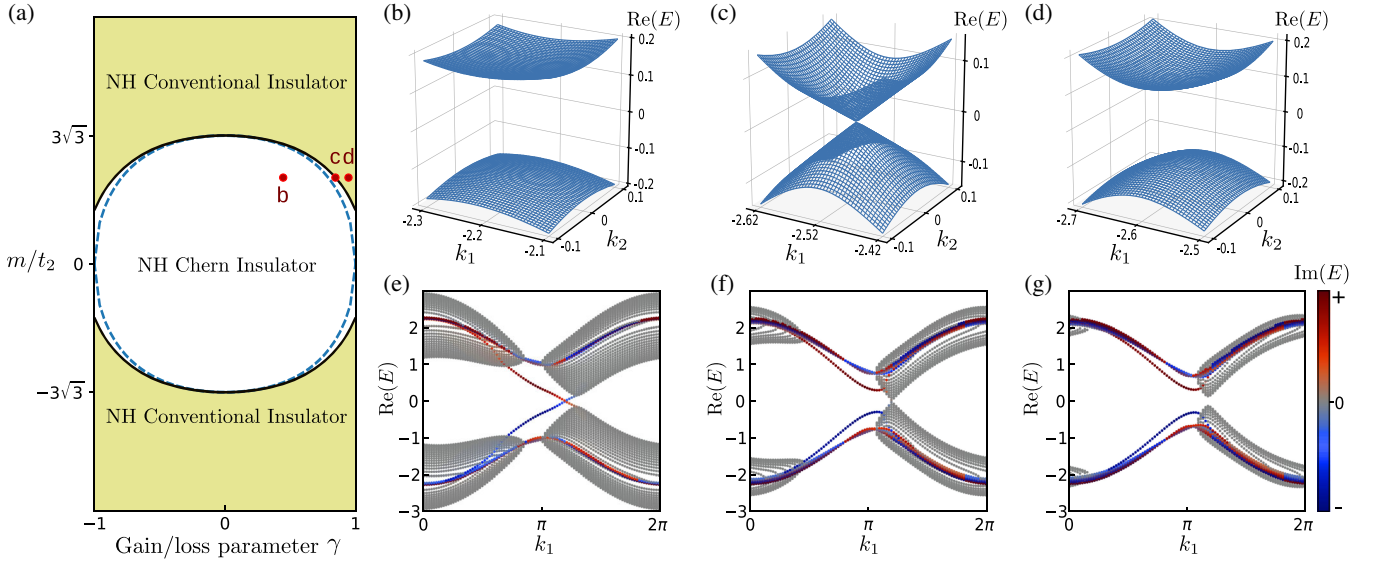 (a)
NH Conventional Insulator
3√3
c d
b
m/t₂
0
NH Chern Insulator
−3√3
NH Conventional Insulator
−1
0
1
Gain/loss parameter γ
(b)
Re(E)
0.2
0.1
0
-0.1
-0.2
-2.3
-2.2
-2.1
k₁
-0.1
0
0.1
k₂
(c)
Re(E)
0.1
0
-0.1
-2.62
-2.52
-2.42
k₁
-0.1
0
0.1
k₂
(d)
Re(E)
0.2
0.1
0
-0.1
-0.2
-2.7
-2.6
-2.5
k₁
-0.1
0
0.1
k₂
(e)
Re(E)
2
1
0
−1
−2
−3
0
π
2π
k₁
(f)
Re(E)
2
1
0
−1
−2
−3
0
π
2π
k₁
(g)
Re(E)
2
1
0
−1
−2
−3
0
π
2π
k₁
Im(E)
+
0
-